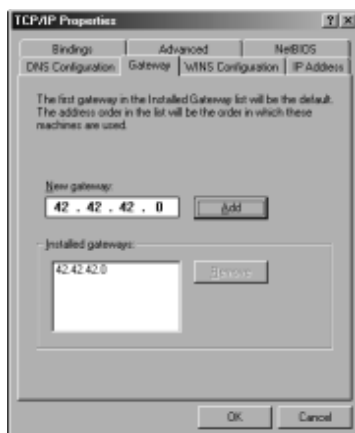 TCP/IP Properties
? ×
Bindings Advanced NetBIOS
DNS Configuration Gateway WINS Configuration IP Address
The first gateway in the Installed Gateway list will be the default.
The address order in the list will be the order in which these
machines are used.
New gateway:
42 . 42 . 42 . 0 Add
Installed gateways:
42.42.42.0 Remove
OK Cancel